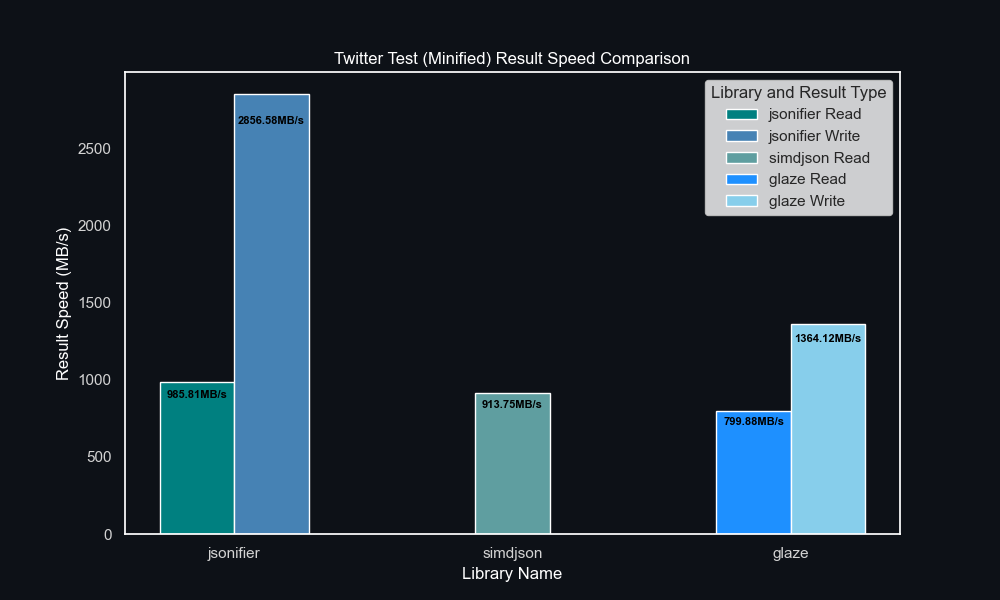 Twitter Test (Minified) Result Speed Comparison
Library and Result Type
jsonifier Read
jsonifier Write
simdjson Read
glaze Read
glaze Write
2856.58MB/s
985.81MB/s
913.75MB/s
799.88MB/s
1364.12MB/s
Result Speed (MB/s)
2500
2000
1500
1000
500
0
jsonifier
simdjson
glaze
Library Name